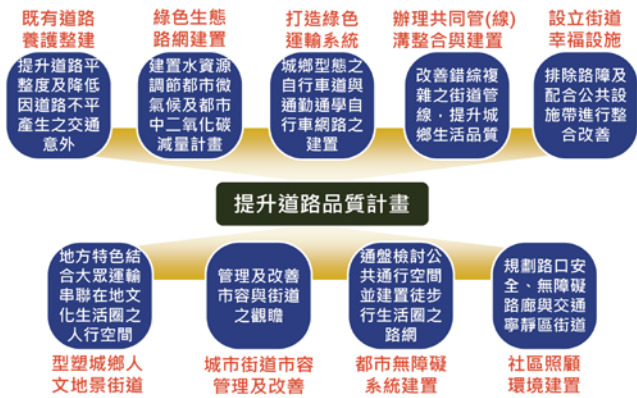 既有道路
養護整建
提升道路平
整度及降低
因道路不平
產生之交通
意外
綠色生態
路網建置
建置水資源
調節都市微
氣候及都市
中二氧化碳
減量計畫
打造綠色
運輸系統
城鄉型態之
自行車道與
通勤通學自
行車網路之
建置
辦理共同管(線)
溝整合與建置
改善錯綜複
雜之街道管
線，提升城
鄉生活品質
設立街道
幸福設施
排除路障及
配合公共設
施帶進行整
合改善
提升道路品質計畫
地方特色結
合大眾運輸
串聯在地文
化生活圈之
人行空間
型塑城鄉人
文地景街道
管理及改善
市容與街道
之觀瞻
城市街道市容
管理及改善
通盤檢討公
共通行空間
並建置徒步
行生活圈之
路網
都市無障礙
系統建置
規劃路口安
全、無障礙
路廊與交通
寧靜區街道
社區照顧
環境建置